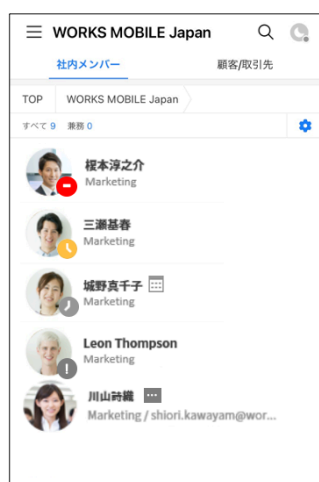 WORKS MOBILE Japan
社内メンバー 顧客/取引先
TOP WORKS MOBILE Japan
すべて 9 兼務 0
榎本淳之介
Marketing
三瀬基春
Marketing
城野真千子
Marketing
Leon Thompson
Marketing
川山詩織
Marketing / shiori.kawayam@wor...